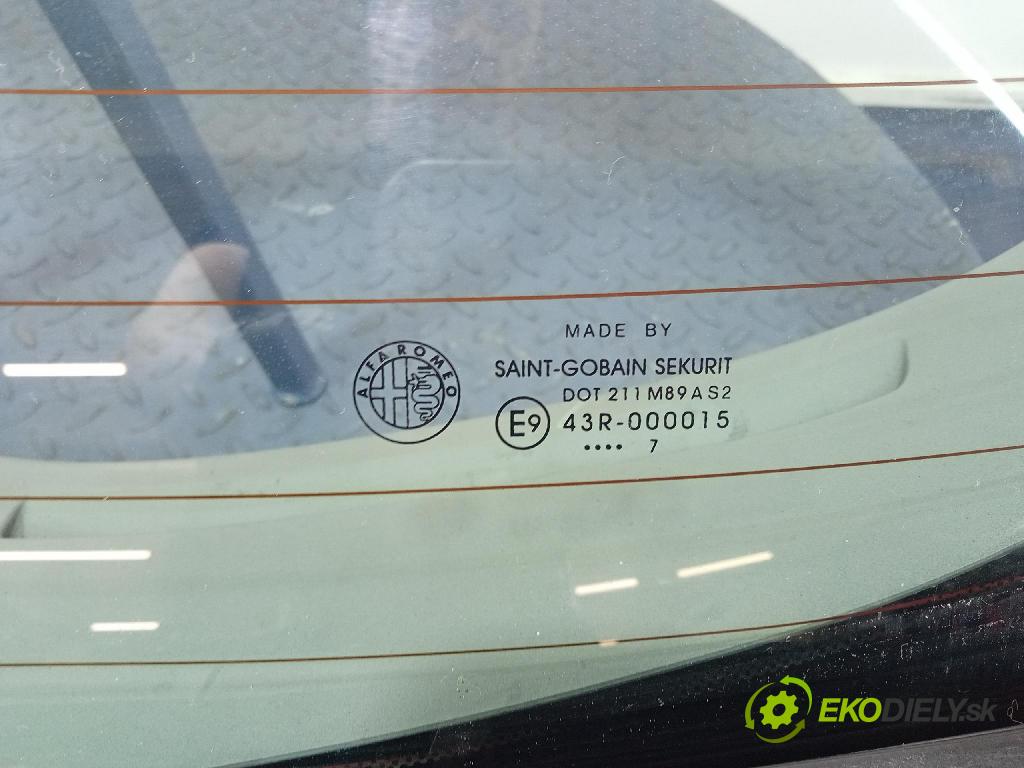 MADE BY
SAINT-GOBAIN SEKURIT
DOT 211 M89 AS2
ALFA ROMEO
E9 43R-000015
.... 7
EKODIELY.sk